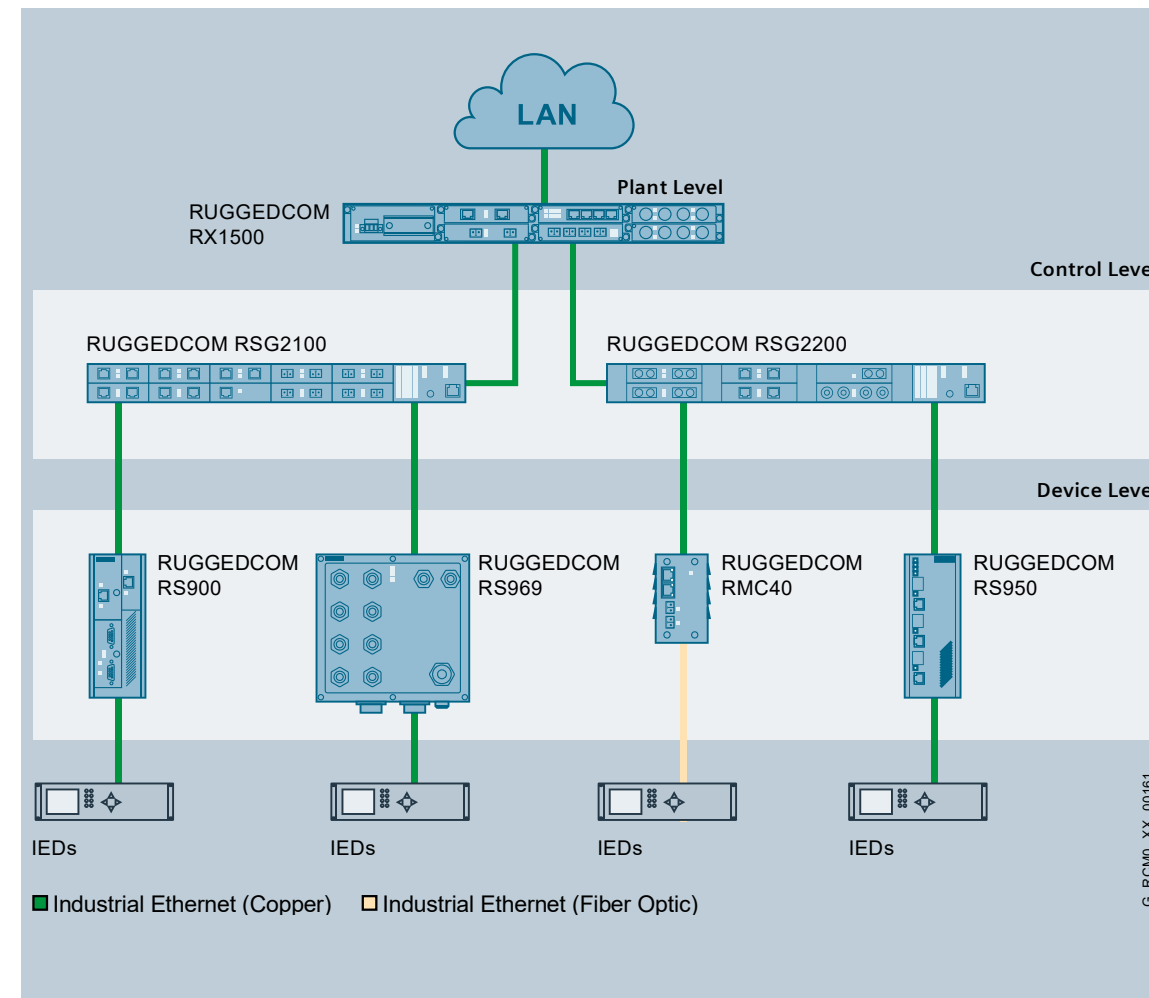 LAN
Plant Level
RUGGEDCOM
RX1500
Control Leve
RUGGEDCOM RSG2100
RUGGEDCOM RSG2200
Device Leve
RUGGEDCOM
RS900
RUGGEDCOM
RS969
RUGGEDCOM
RMC40
RUGGEDCOM
RS950
IEDs
IEDs
IEDs
IEDs
G_RCM0_XX_00161
Industrial Ethernet (Copper)
Industrial Ethernet (Fiber Optic)